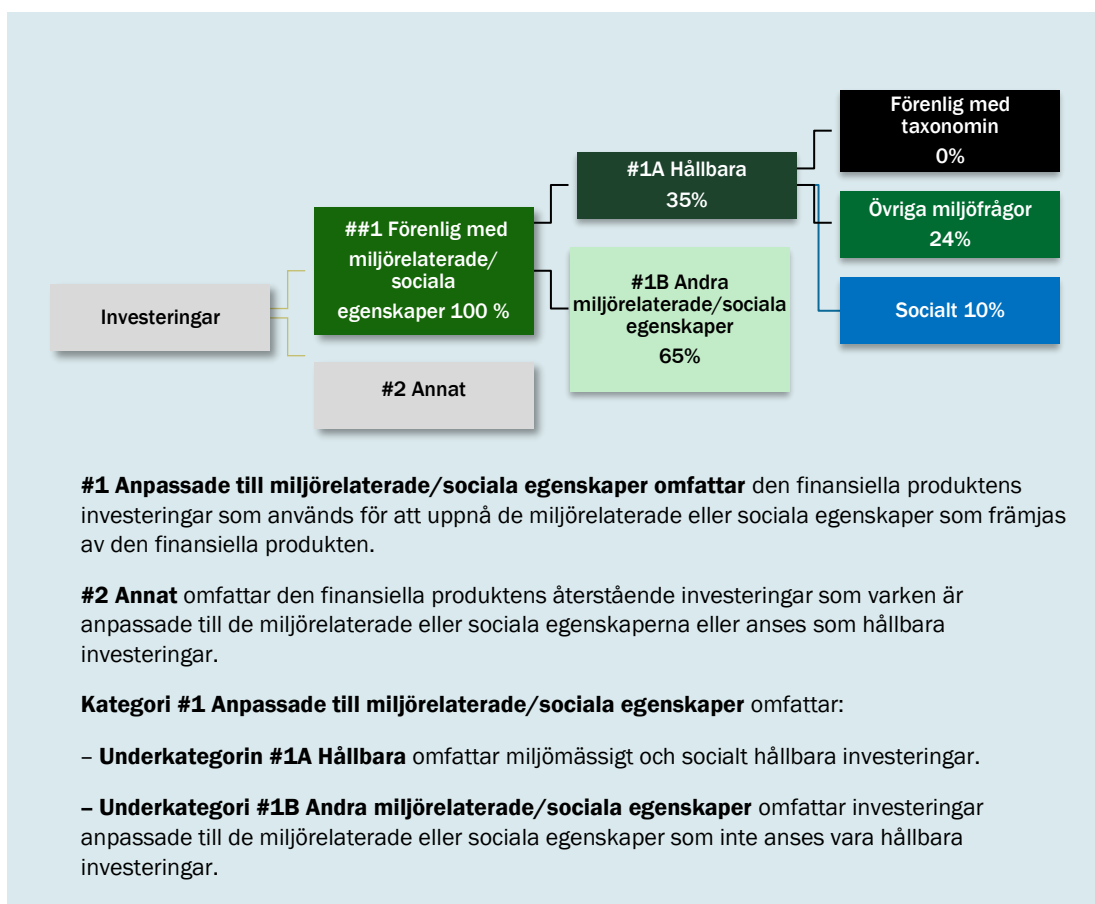 Förenlig med
taxonomin
0%
#1A Hållbara
35%
Övriga miljöfrågor
24%
##1 Förenlig med
miljörelaterade/
sociala
egenskaper 100 %
#1B Andra
miljörelaterade/sociala
egenskaper
65%
Investeringar
Socialt 10%
#2 Annat
#1 Anpassade till miljörelaterade/sociala egenskaper omfattar den finansiella produktens
investeringar som används för att uppnå de miljörelaterade eller sociala egenskaper som främjas
av den finansiella produkten.
#2 Annat omfattar den finansiella produktens återstående investeringar som varken är
anpassade till de miljörelaterade eller sociala egenskaperna eller anses som hållbara
investeringar.
Kategori #1 Anpassade till miljörelaterade/sociala egenskaper omfattar:
– Underkategorin #1A Hållbara omfattar miljömässigt och socialt hållbara investeringar.
– Underkategori #1B Andra miljörelaterade/sociala egenskaper omfattar investeringar
anpassade till de miljörelaterade eller sociala egenskaper som inte anses vara hållbara
investeringar.